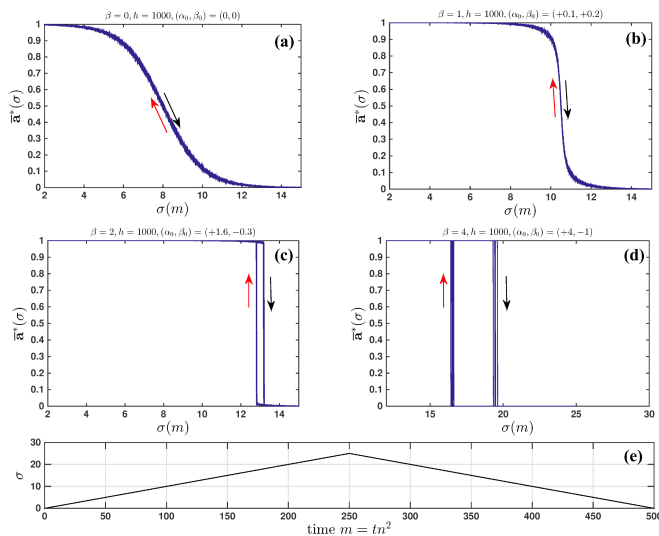 β = 0, h = 1000, (α₀, β₀) = (0, 0)
(a)
1
0.9
0.8
0.7
0.6
0.5
0.4
0.3
0.2
0.1
0
a̅*(σ)
2 4 6 8 10 12 14
σ(m)
β = 1, h = 1000, (α₀, β₀) = (+0.1, +0.2)
(b)
1
0.9
0.8
0.7
0.6
0.5
0.4
0.3
0.2
0.1
0
a̅*(σ)
2 4 6 8 10 12 14
σ(m)
β = 2, h = 1000, (α₀, β₀) = (+1.6, −0.3)
(c)
1
0.9
0.8
0.7
0.6
0.5
0.4
0.3
0.2
0.1
0
a̅*(σ)
2 4 6 8 10 12 14
σ(m)
β = 4, h = 1000, (α₀, β₀) = (+4, −1)
(d)
1
0.9
0.8
0.7
0.6
0.5
0.4
0.3
0.2
0.1
0
a̅*(σ)
15 20 25 30
σ(m)
(e)
30
20
10
0
σ
0 50 100 150 200 250 300 350 400 450 500
time m = tn²